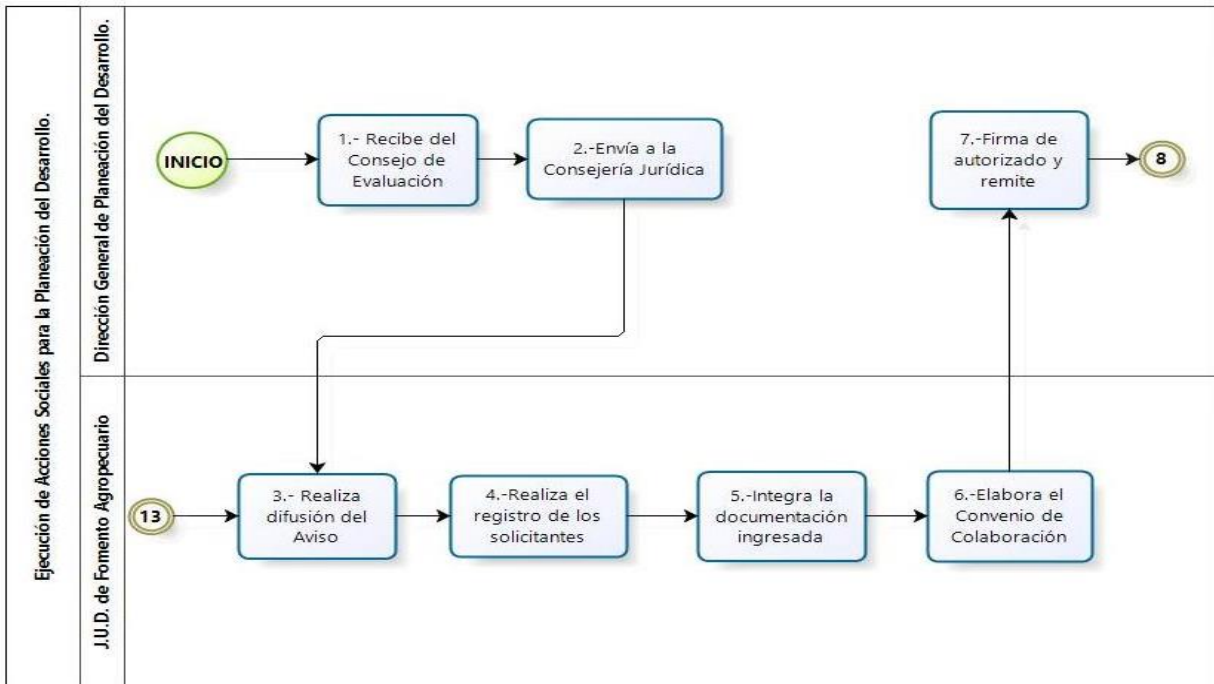 Ejecución de Acciones Sociales para la Planeación del Desarrollo.
Dirección General de Planeación del Desarrollo.
INICIO
1.- Recibe del
Consejo de
Evaluación
2.-Envía a la
Consejería Jurídica
7.-Firma de
autorizado y
remite
8
J.U.D. de Fomento Agropecuario
13
3.- Realiza
difusión del
Aviso
4.-Realiza el
registro de los
solicitantes
5.-Integra la
documentación
ingresada
6.-Elabora el
Convenio de
Colaboración